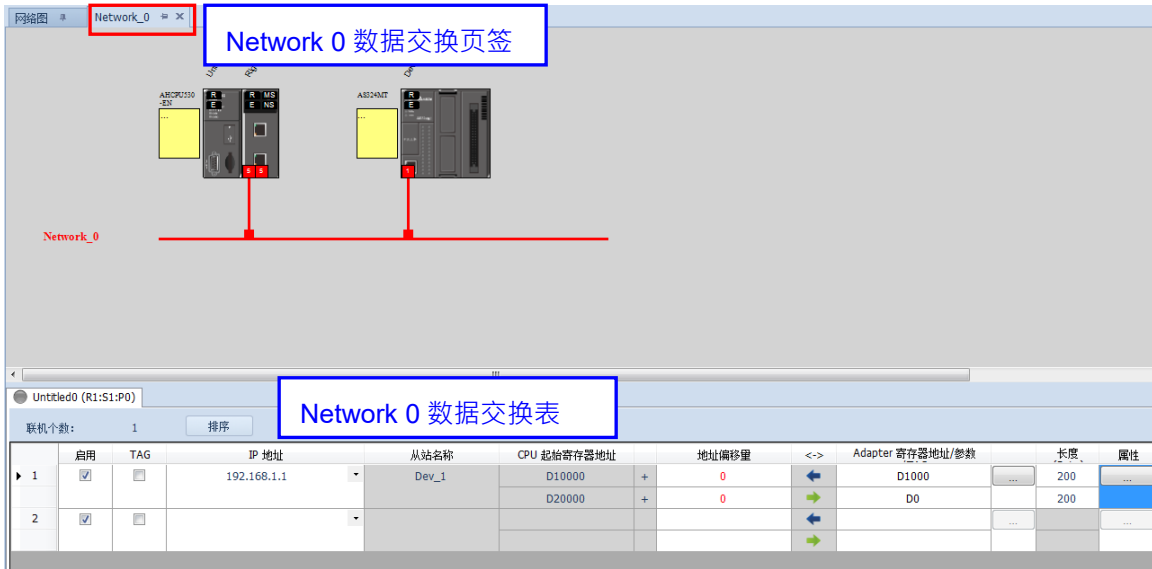 网络图
Network_0
Network 0 数据交换页签
AHCPU530
-EN
...
R
E
R MS
E NS
5 5
AS324MT
...
R
E
1
Network_0
Untitled0 (R1:S1:P0)
Network 0 数据交换表
联机个数: 1 排序
启用 TAG IP 地址 从站名称 CPU 起始寄存器地址 地址偏移量 <-> Adapter 寄存器地址/参数 长度 属性
1 192.168.1.1 Dev_1 D10000 + 0 D1000 ... 200 ...
D20000 + 0 D0 200
2 ... ...